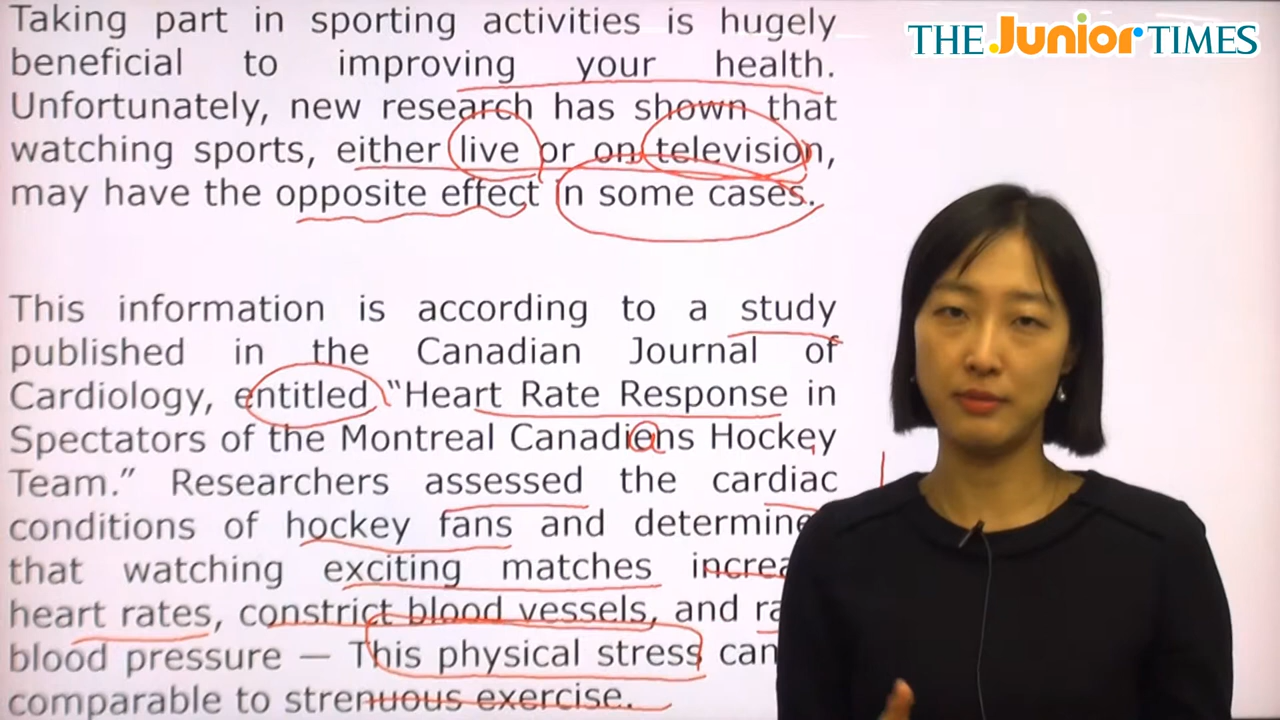 Taking part in sporting activities is hugely
beneficial to improving your health.
Unfortunately, new research has shown that
watching sports, either live or on television,
may have the opposite effect in some cases.
This information is according to a study
published in the Canadian Journal of
Cardiology, entitled “Heart Rate Response in
Spectators of the Montreal Canadiens Hockey
Team.” Researchers assessed the cardiac
conditions of hockey fans and
that watching exciting matches
heart rates, constrict blood vessels, and
blood pressure — This physical stress can
comparable to strenuous exercise.
THE Junior TIMES